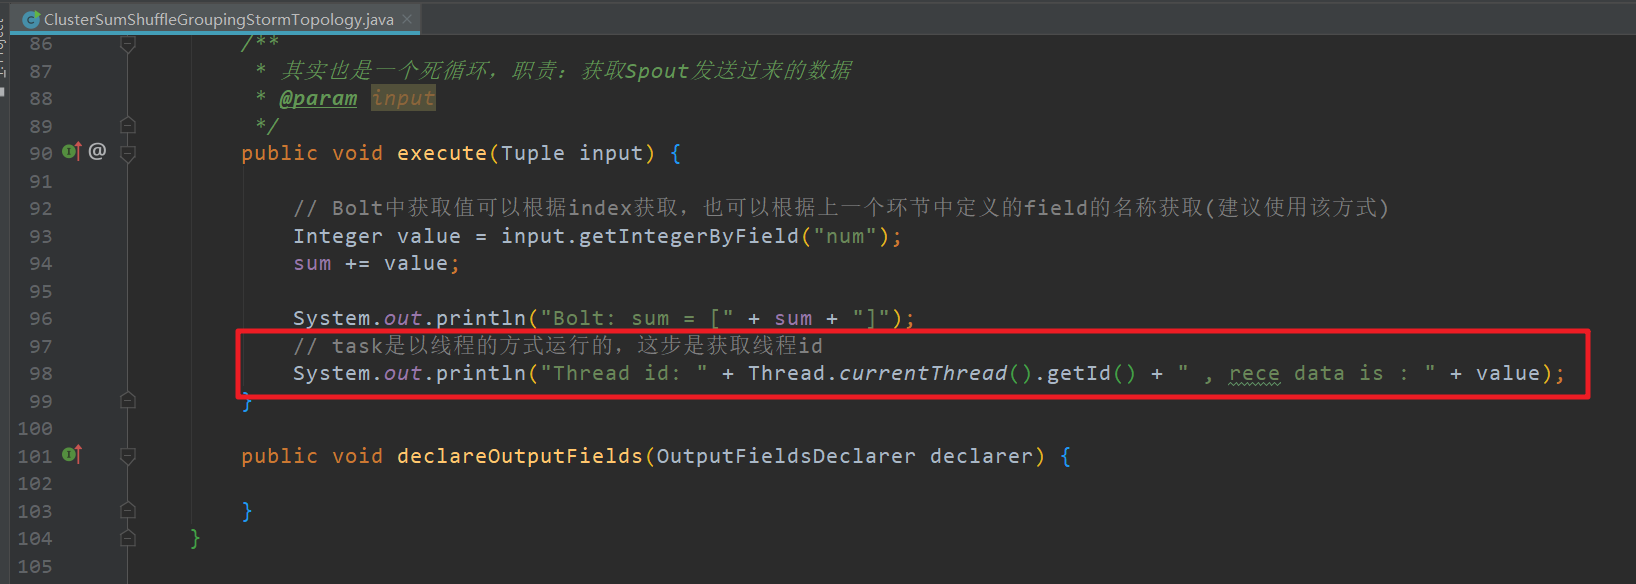 ClusterSumShuffleGroupingStormTopology.java
86 /**
87 * 其实也是一个死循环，职责：获取Spout发送过来的数据
88 * @param input
89 */
90 @ public void execute(Tuple input) {
91
92 // Bolt中获取值可以根据index获取，也可以根据上一个环节中定义的field的名称获取(建议使用该方式)
93 Integer value = input.getIntegerByField("num");
94 sum += value;
95
96 System.out.println("Bolt: sum = [" + sum + "]");
97 // task是以线程的方式运行的，这步是获取线程id
98 System.out.println("Thread id: " + Thread.currentThread().getId() + " , rece data is : " + value);
99 }
100
101 public void declareOutputFields(OutputFieldsDeclarer declarer) {
102
103 }
104 }
105